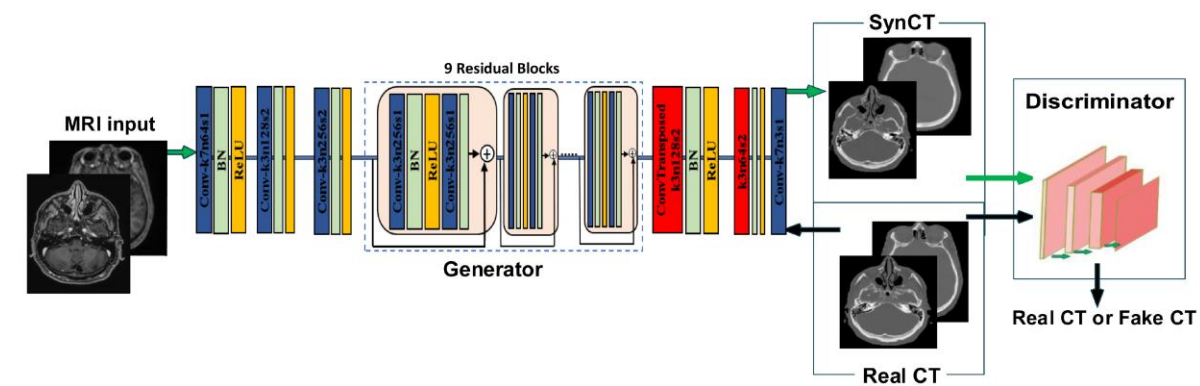 MRI input
Conv-k7n64s1
BN
ReLU
Conv-k3n128s2
Conv-k3n256s2
9 Residual Blocks
Conv-k3n256s1
BN
ReLU
Conv-k3n256s1
Generator
ConvTransposed
k3n128s2
BN
ReLU
k3n64s2
Conv-k7n3s1
SynCT
Real CT
Discriminator
Real CT or Fake CT